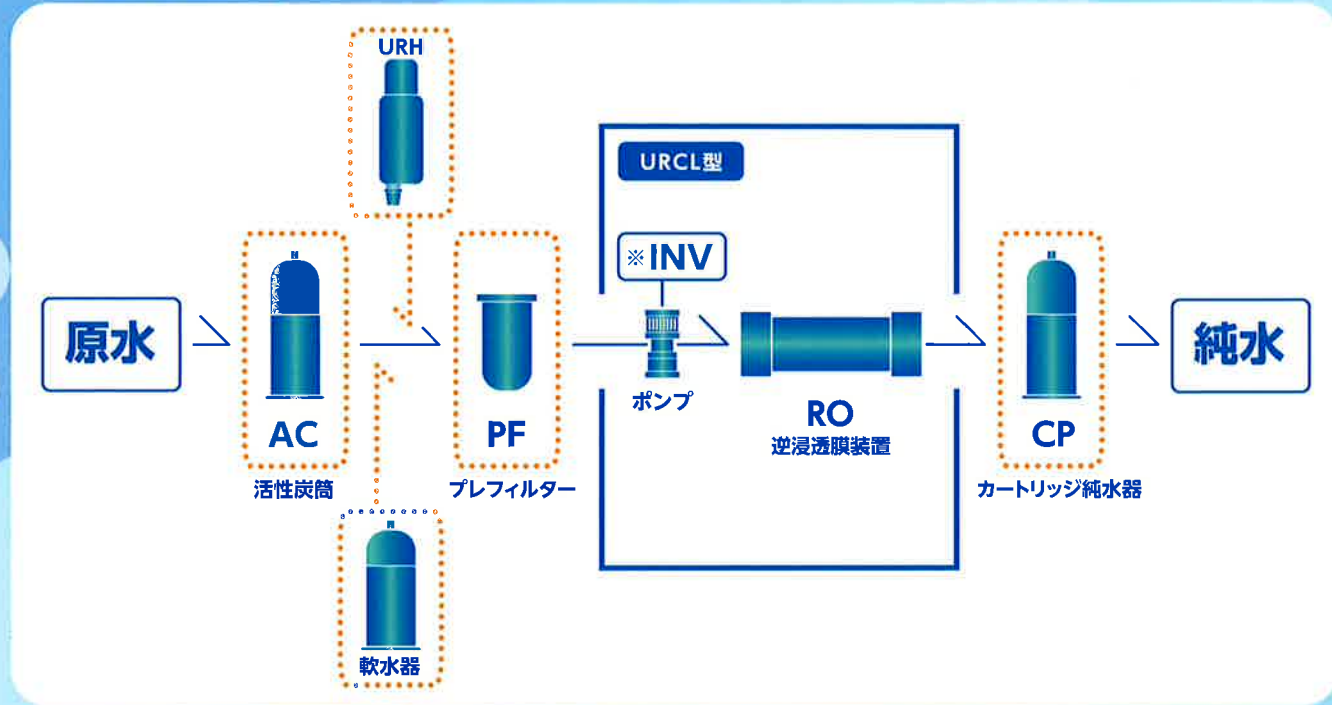 URH
URCL型
※INV
原水
純水
AC
PF
ポンプ
RO
逆浸透膜装置
CP
活性炭筒
プレフィルター
カートリッジ純水器
軟水器